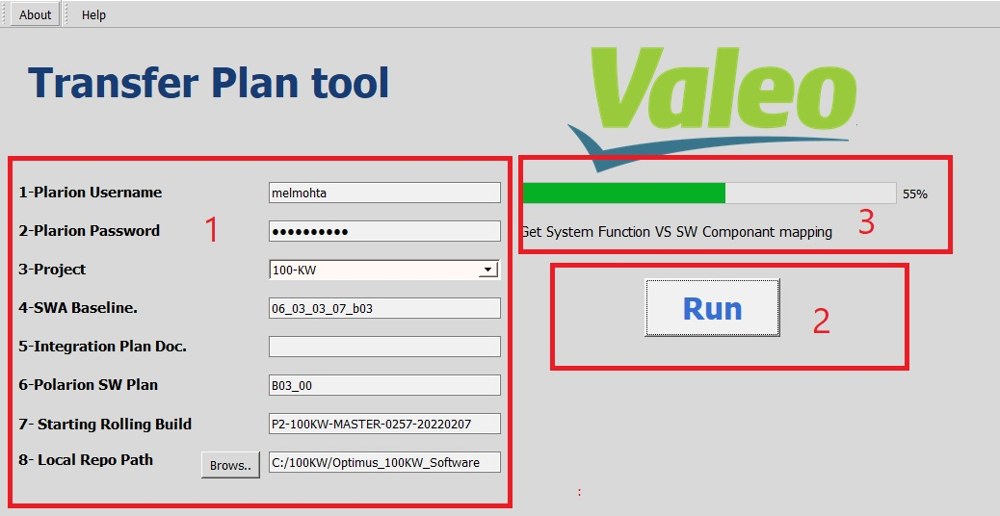 About Help
Transfer Plan tool
Valeo
1-Plarion Username melmohta
2-Plarion Password ●●●●●●●●●●
3-Project 100-KW
4-SWA Baseline. 06_03_03_07_b03
5-Integration Plan Doc.
6-Polarion SW Plan B03_00
7- Starting Rolling Build P2-100KW-MASTER-0257-20220207
8- Local Repo Path Brows.. C:/100KW/Optimus_100KW_Software
1
55%
Get System Function VS SW Componant mapping
3
Run
2
: